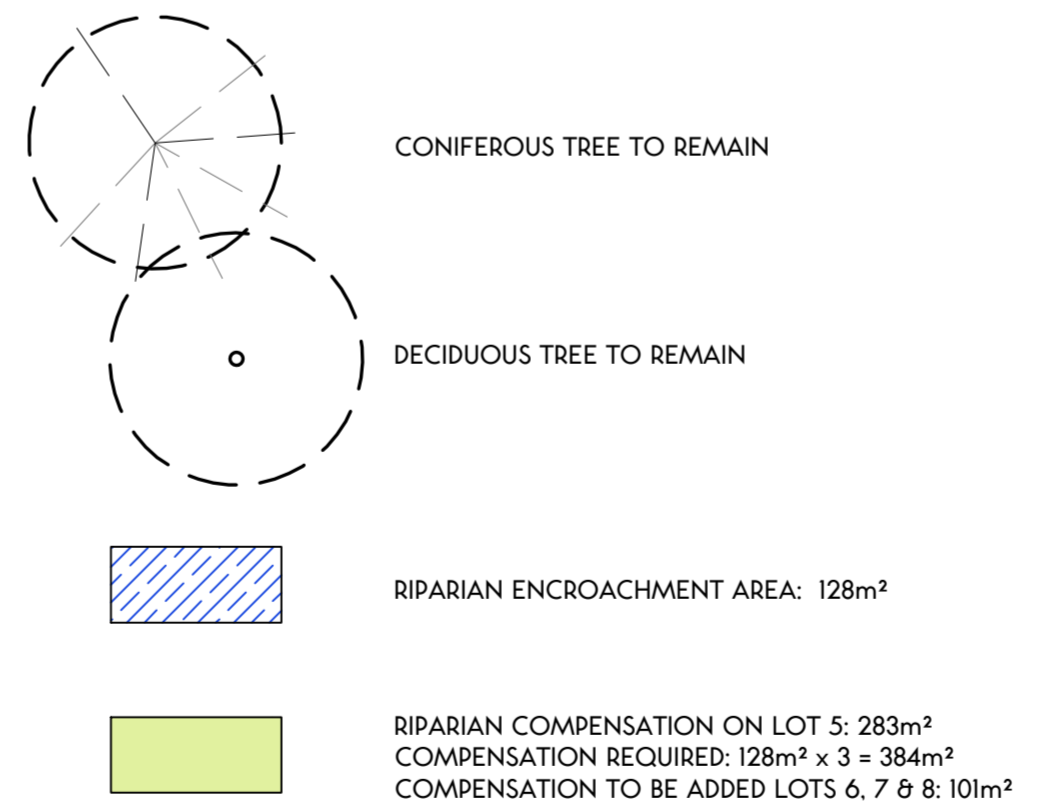 CONIFEROUS TREE TO REMAIN
DECIDUOUS TREE TO REMAIN
RIPARIAN ENCROACHMENT AREA: 128m²
RIPARIAN COMPENSATION ON LOT 5: 283m²
COMPENSATION REQUIRED: 128m² x 3 = 384m²
COMPENSATION TO BE ADDED LOTS 6, 7 & 8: 101m²